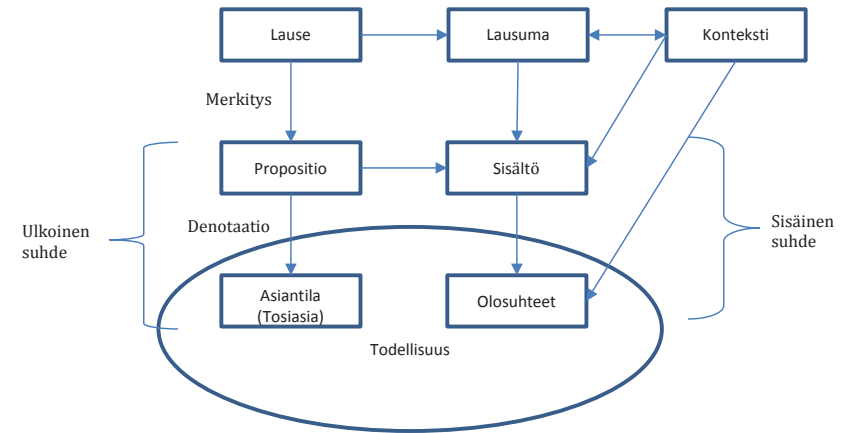 Lause
Lausuma
Konteksti
Merkitys
Propositio
Sisältö
Ulkoinen
suhde
Denotaatio
Sisäinen
suhde
Asiantila
(Tosiasia)
Olosuhteet
Todellisuus